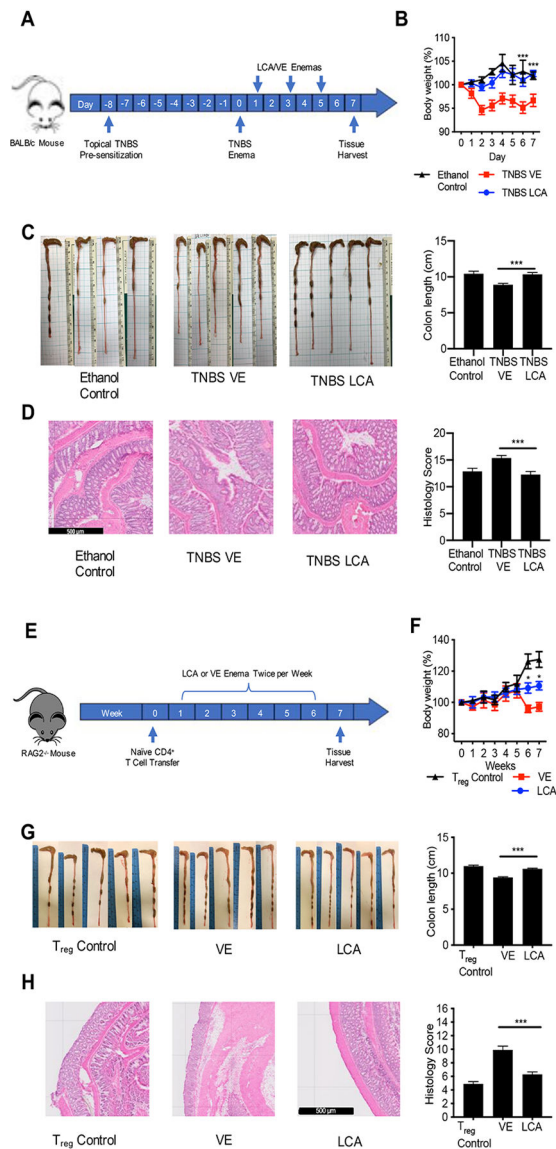 A
LCA/VE Enemas
Day -8 -7 -6 -5 -4 -3 -2 -1 0 1 2 3 4 5 6 7
BALB/c Mouse
Topical TNBS
Pre-sensitization
TNBS
Enema
Tissue
Harvest
B
Body weight (%)
110
105
100
95
90
***
***
0 1 2 3 4 5 6 7
Day
Ethanol
Control
TNBS VE
TNBS LCA
C
Ethanol
Control
TNBS VE
TNBS LCA
Colon length (cm)
15
10
5
0
***
Ethanol
Control
TNBS
VE
TNBS
LCA
D
500 µm
Ethanol
Control
TNBS VE
TNBS LCA
Histology Score
20
15
10
5
0
***
Ethanol
Control
TNBS
VE
TNBS
LCA
E
LCA or VE Enema Twice per Week
Week 0 1 2 3 4 5 6 7
RAG2-/- Mouse
Naïve CD4+
T Cell Transfer
Tissue
Harvest
F
Body weight (%)
140
120
100
80
* *
0 1 2 3 4 5 6 7
Weeks
Treg Control
VE
LCA
G
Treg Control
VE
LCA
Colon length (cm)
15
10
5
0
***
Treg
Control
VE
LCA
H
500 µm
Treg Control
VE
LCA
Histology Score
16
14
12
10
8
6
4
2
0
***
Treg
Control
VE
LCA